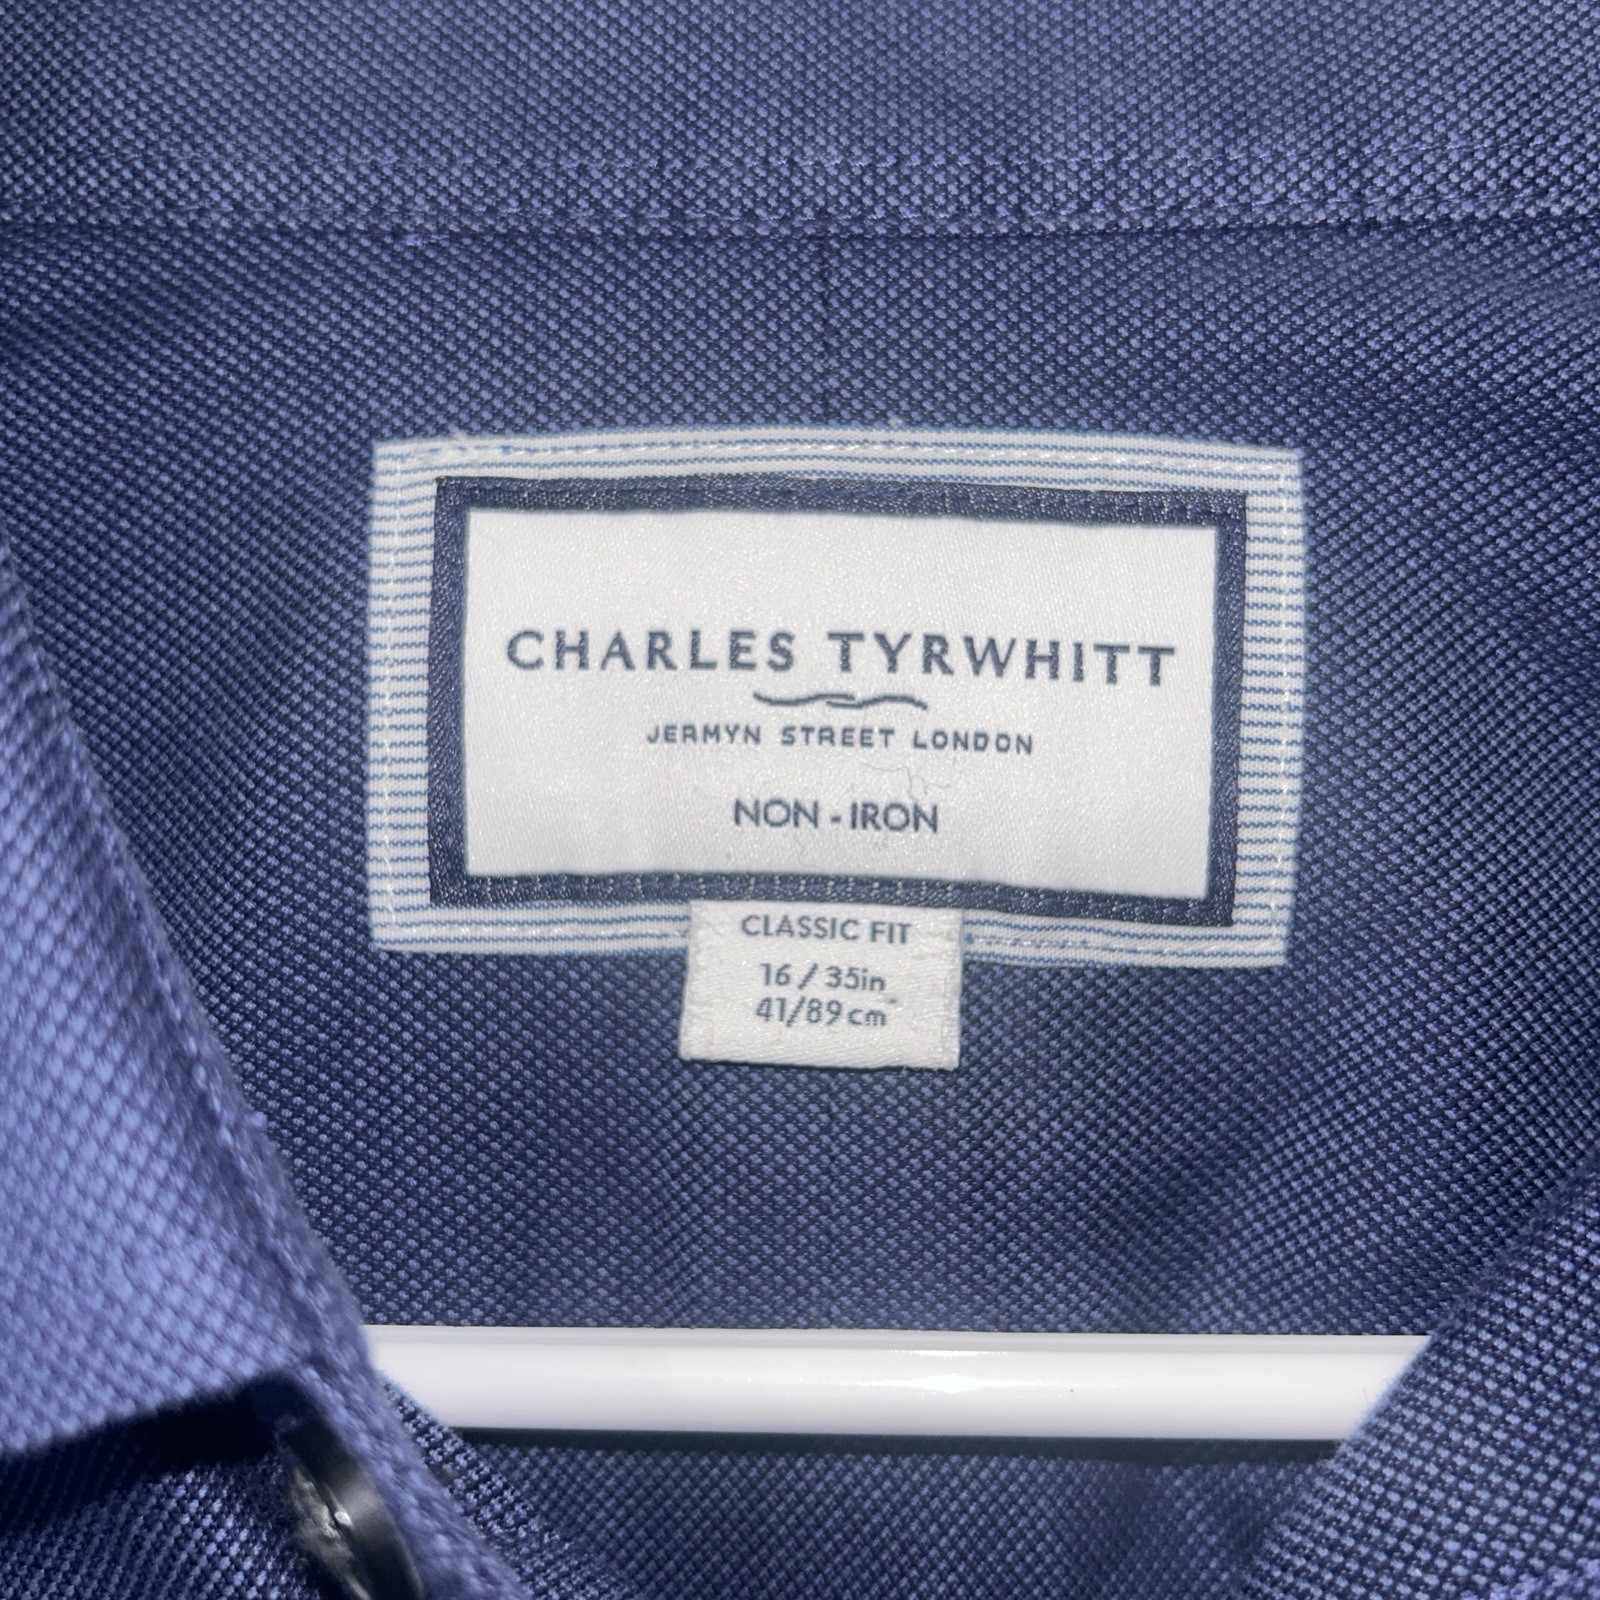 CHARLES TYRWHITT
JERMYN STREET LONDON
NON-IRON
CLASSIC FIT
16/35in
41/89cm